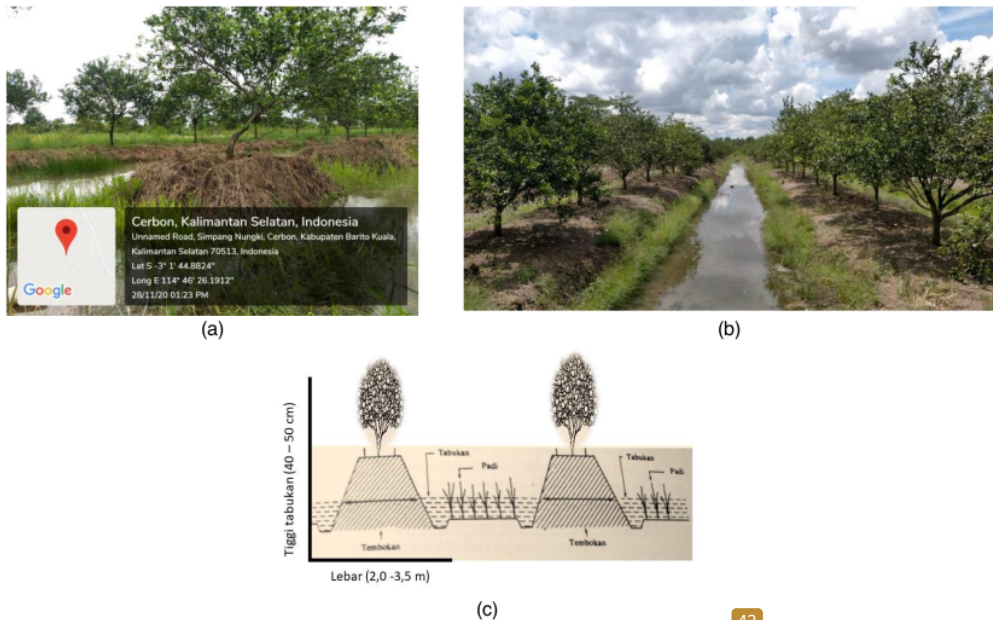 Cerbon, Kalimantan Selatan, Indonesia
Unnamed Road, Simpang Nungki, Cerbon, Kabupaten Barito Kuala,
Kalimantan Selatan 70513, Indonesia
Lat S -3° 1' 44.8824"
Long E 114° 46' 26.1912"
28/11/20 01:23 PM
Google
(a)
(b)
Tiggi tabukan (40 – 50 cm)
Tabukan
Padi
Tabukan
Padi
Tembokan
Tembokan
Lebar (2,0 -3,5 m)
(c)
42